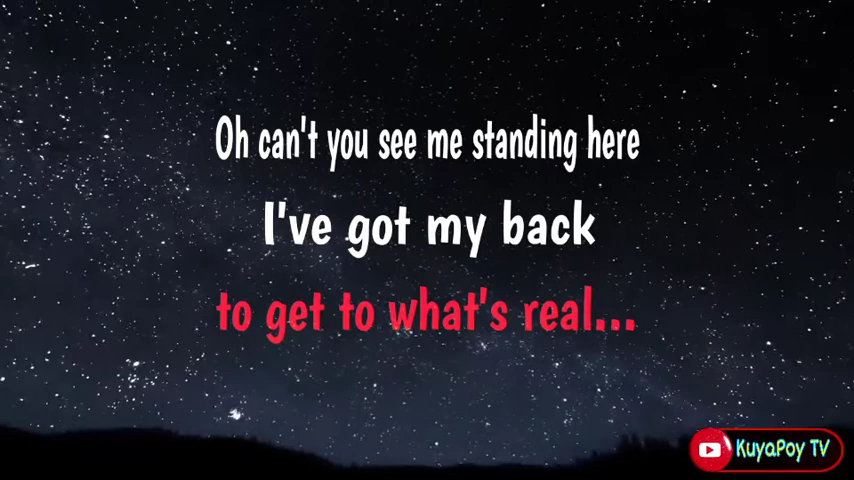 Oh can't you see me standing here
I've got my back
to get to what's real...
KuyaPoy TV